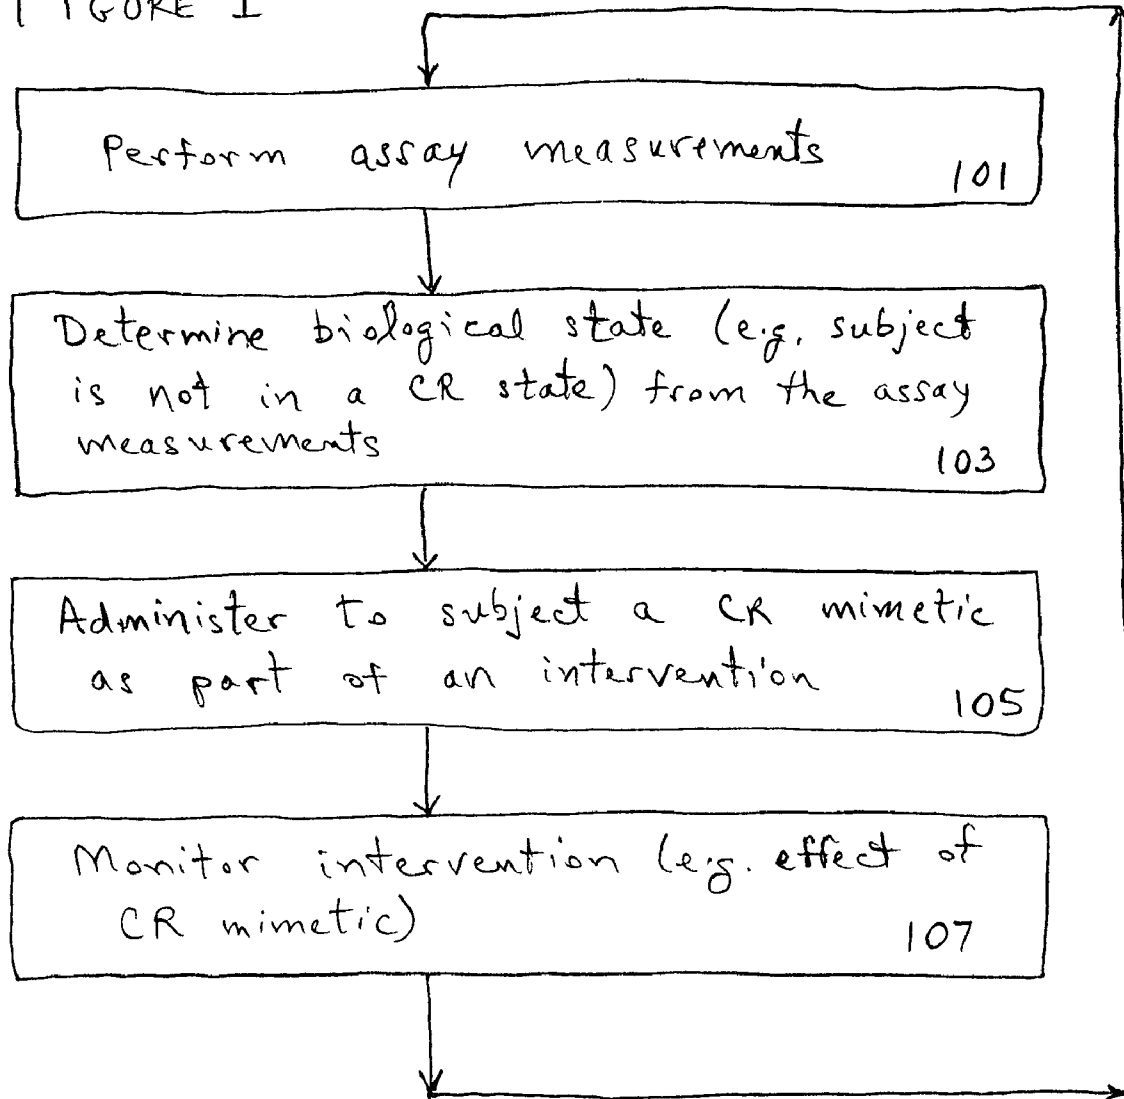 FIGURE 1
Perform assay measurements
101
Determine biological state (e.g. subject
is not in a CR state) from the assay
measurements
103
Administer to subject a CR mimetic
as part of an intervention
105
Monitor intervention (e.g. effect of
CR mimetic)
107